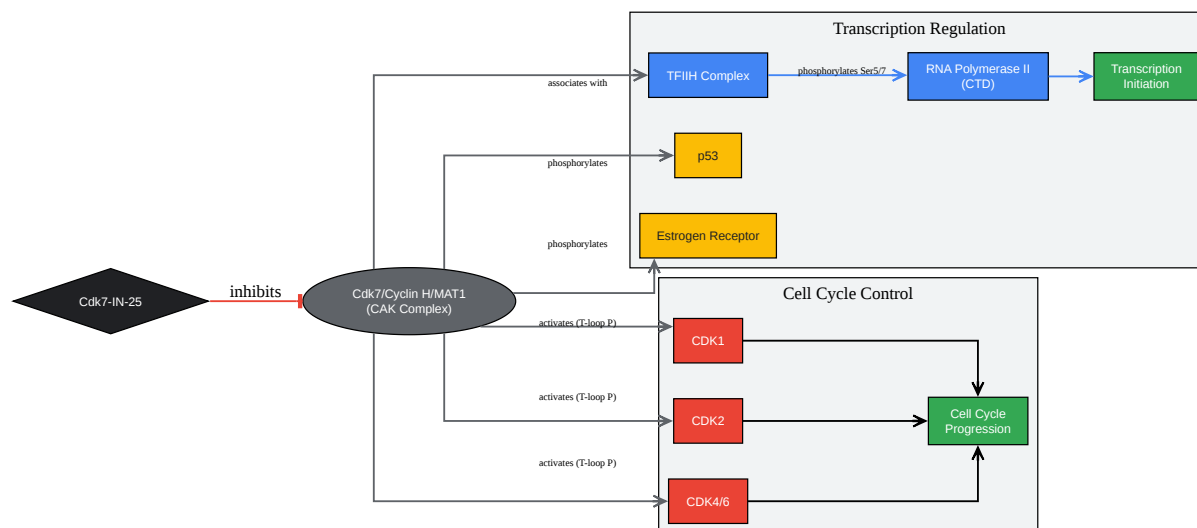 Transcription Regulation
TFIIH Complex
phosphorylates Ser5/7
RNA Polymerase II
(CTD)
Transcription
Initiation
associates with
p53
phosphorylates
Estrogen Receptor
phosphorylates
Cdk7-IN-25
inhibits
Cdk7/Cyclin H/MAT1
(CAK Complex)
Cell Cycle Control
activates (T-loop P)
CDK1
activates (T-loop P)
CDK2
Cell Cycle
Progression
activates (T-loop P)
CDK4/6